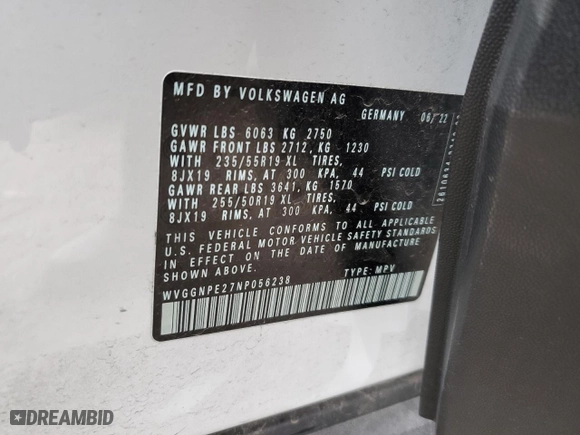 MFD BY VOLKSWAGEN AG
GERMANY 06/22
GVWR LBS 6063 KG 2750
GAWR FRONT LBS 2712, KG 1230
WITH 235/55R19 XL TIRES,
8JX19 RIMS, AT 300 KPA, 44 PSI COLD
GAWR REAR LBS 3641, KG 1570
WITH 255/50R19 XL TIRES,
8JX19 RIMS, AT 300 KPA, 44 PSI COLD
THIS VEHICLE CONFORMS TO ALL APPLICABLE
U.S. FEDERAL MOTOR VEHICLE SAFETY STANDARDS
IN EFFECT ON THE DATE OF MANUFACTURE
SHOWN ABOVE.
WVGGNPE27NP056238 TYPE: MPV
DREAMBID